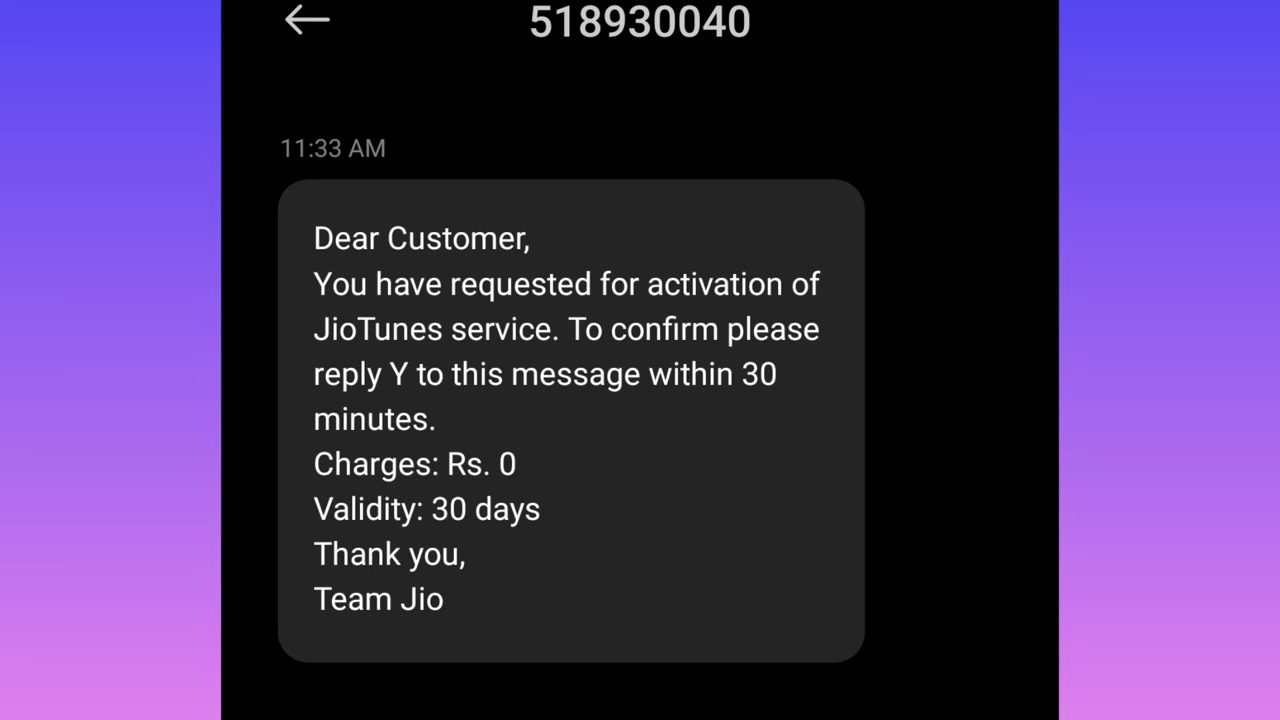 518930040
11:33 AM
Dear Customer,
You have requested for activation of
JioTunes service. To confirm please
reply Y to this message within 30
minutes.
Charges: Rs. 0
Validity: 30 days
Thank you,
Team Jio